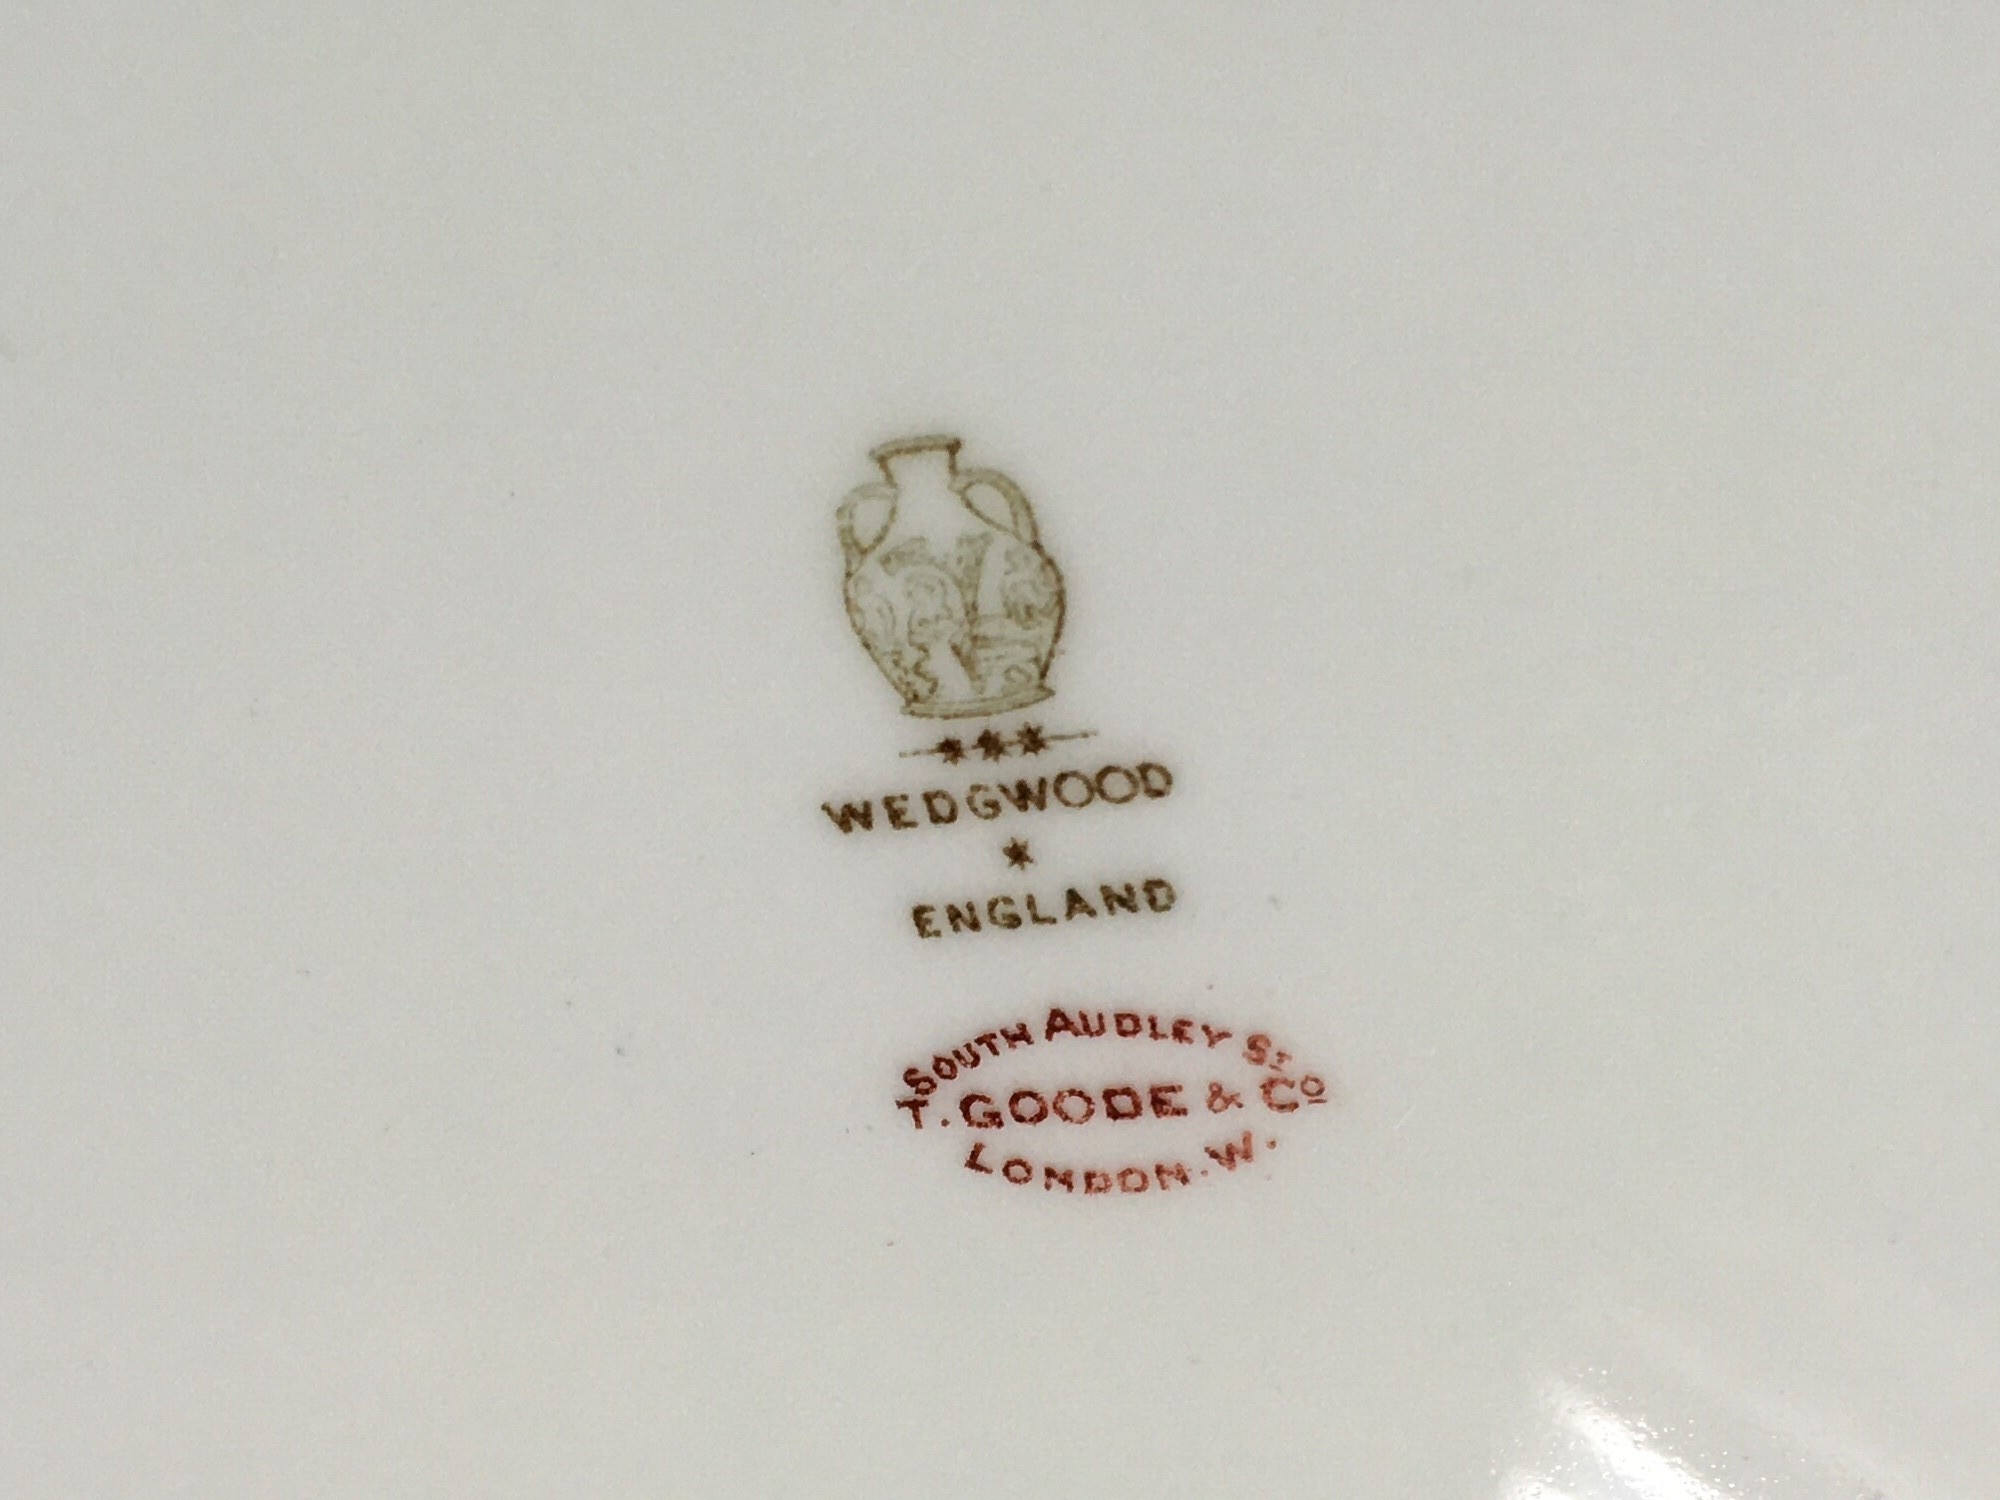 WEDGWOOD
ENGLAND
SOUTH AUDLEY ST
T. GOODE & Co
LONDON. W.